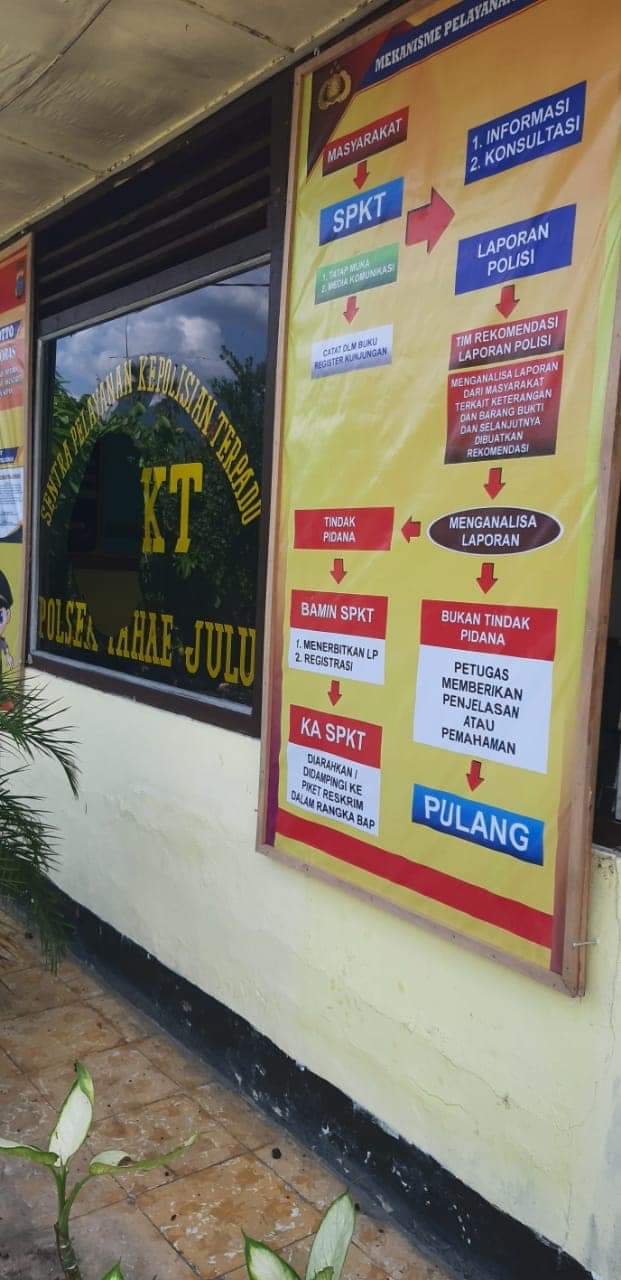 MEKANISME PELAYANAN
MASYARAKAT
SPKT
1. TATAP MUKA
2. MEDIA KOMUNIKASI
CATAT DLM BUKU
REGISTER KUNJUNGAN
1. INFORMASI
2. KONSULTASI
LAPORAN
POLISI
TIM REKOMENDASI
LAPORAN POLISI
MENGANALISA LAPORAN
DARI MASYARAKAT
TERKAIT KETERANGAN
DAN BARANG BUKTI
DAN SELANJUTNYA
DIBUATKAN
REKOMENDASI
MENGANALISA
LAPORAN
TINDAK
PIDANA
BAMIN SPKT
1. MENERBITKAN LP
2. REGISTRASI
KA SPKT
DIARAHKAN /
DIDAMPINGI KE
PIKET RESKRIM
DALAM RANGKA BAP
BUKAN TINDAK
PIDANA
PETUGAS
MEMBERIKAN
PENJELASAN
ATAU
PEMAHAMAN
PULANG
SENTRA PELAYANAN KEPOLISIAN TERPADU
KT
JULU